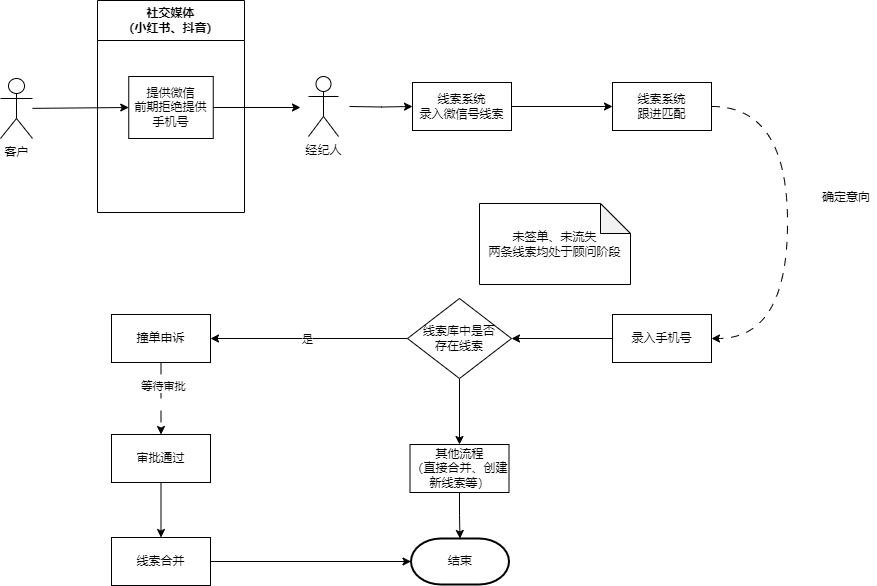 社交媒体
（小红书、抖音）
提供微信
前期拒绝提供
手机号
客户
经纪人
线索系统
录入微信号线索
线索系统
跟进匹配
确定意向
未签单、未流失
两条线索均处于顾问阶段
撞单申诉
是
线索库中是否
存在线索
录入手机号
等待审批
审批通过
其他流程
（直接合并、创建
新线索等）
线索合并
结束